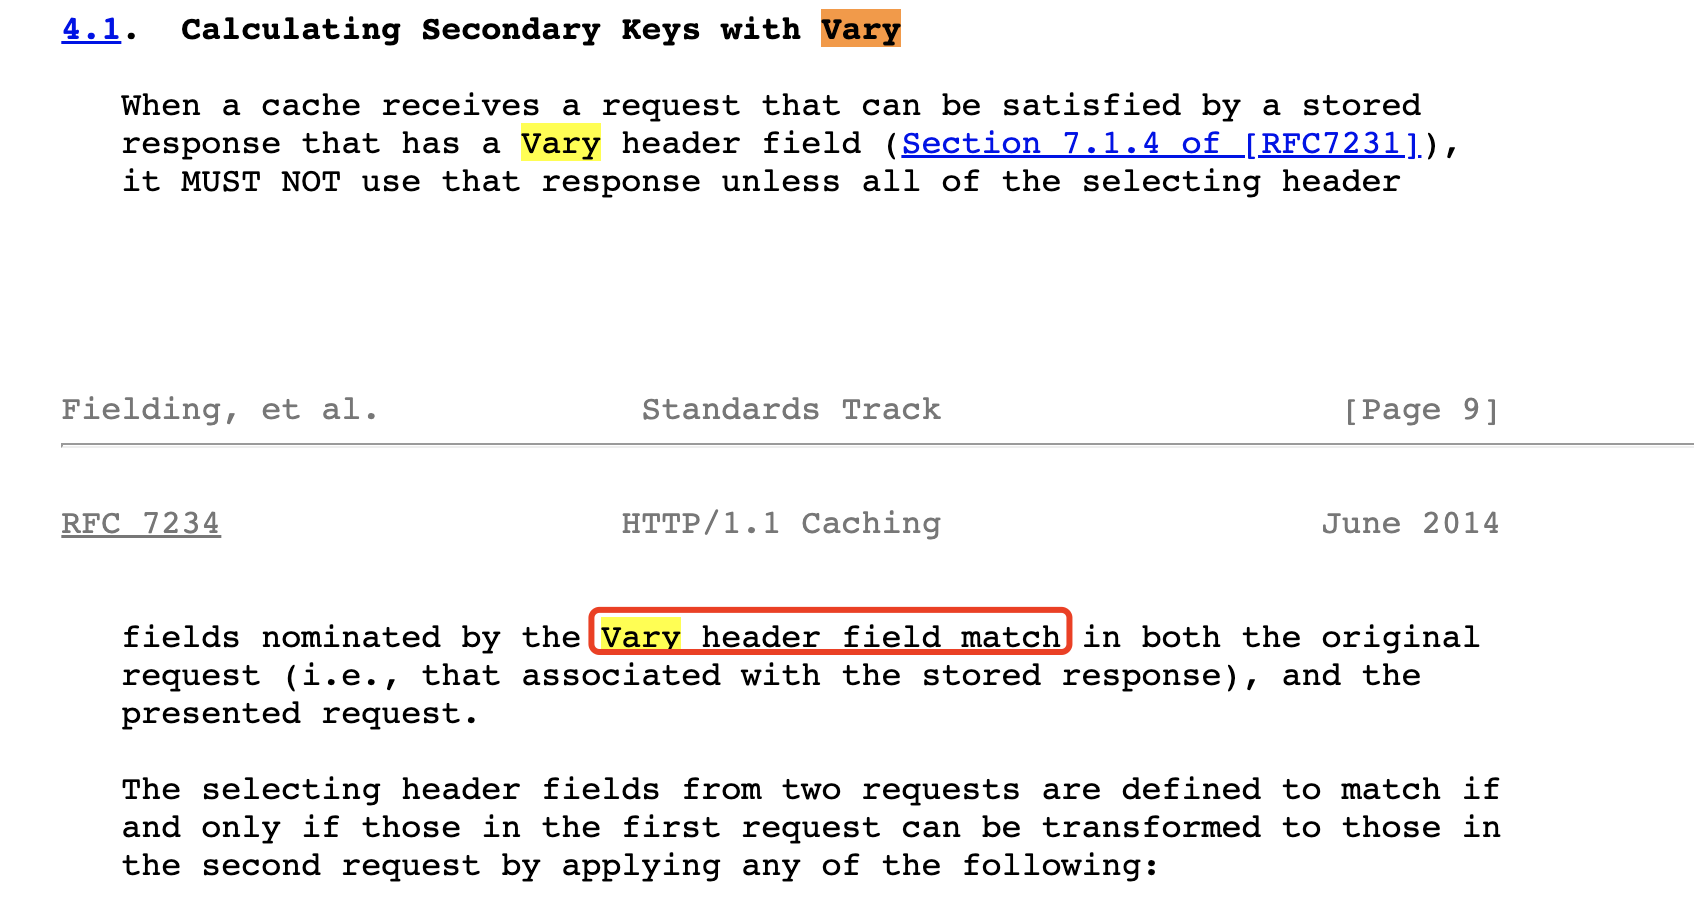 4.1.  Calculating Secondary Keys with Vary
When a cache receives a request that can be satisfied by a stored
response that has a Vary header field (Section 7.1.4 of [RFC7231]),
it MUST NOT use that response unless all of the selecting header
Fielding, et al. Standards Track [Page 9]
RFC 7234 HTTP/1.1 Caching June 2014
fields nominated by the Vary header field match in both the original
request (i.e., that associated with the stored response), and the
presented request.
The selecting header fields from two requests are defined to match if
and only if those in the first request can be transformed to those in
the second request by applying any of the following: